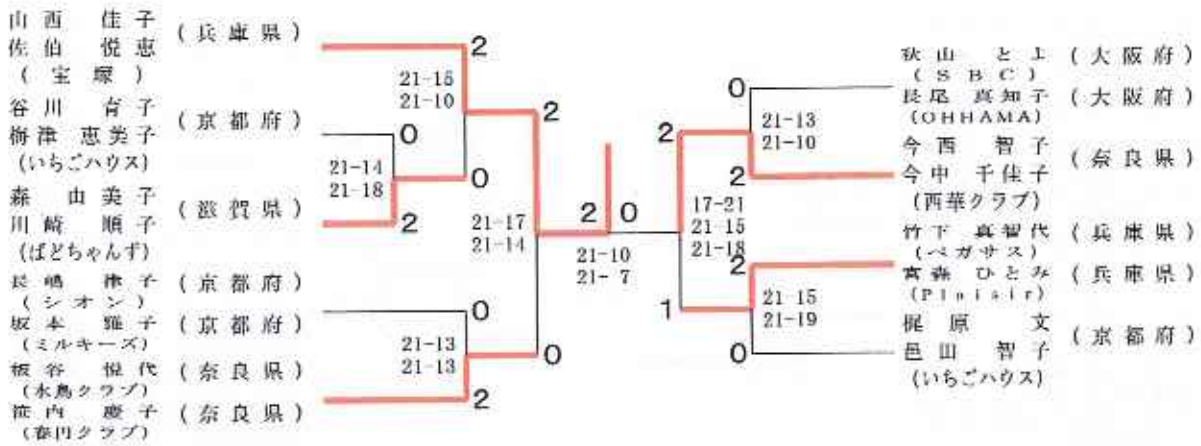 山西 佳子
佐伯 悦恵
(宝塚)
(兵庫県)
谷川 育子
梅津 恵美子
(いちごハウス)
(京都府)
森 由美子
川崎 順子
(ばどちゃんず)
(滋賀県)
長嶋 津子
(シオン)
(京都府)
坂本 雅子
(ミルキーズ)
(京都府)
板谷 悦代
(水鳥クラブ)
(奈良県)
慶子
(春円クラブ)
(奈良県)
2
21-15
21-10
0
21-14
21-18
2
0
2
21-17
21-14
0
21-13
21-13
2
0
2 0
21-10
21- 7
2
17-21
21-15
21-18
1
0
21-13
21-10
2
2
21-15
21-19
0
秋山 とよ (大阪府)
(SBC)
長尾 真知子 (大阪府)
(OHHAMA)
今西 智子
今中 千佳子
(西華クラブ)
(奈良県)
竹下 真智代 (兵庫県)
(ペガサス)
富森 ひとみ (兵庫県)
(Plaisir)
梶原 文
邑田 智子
(いちごハウス)
(京都府)